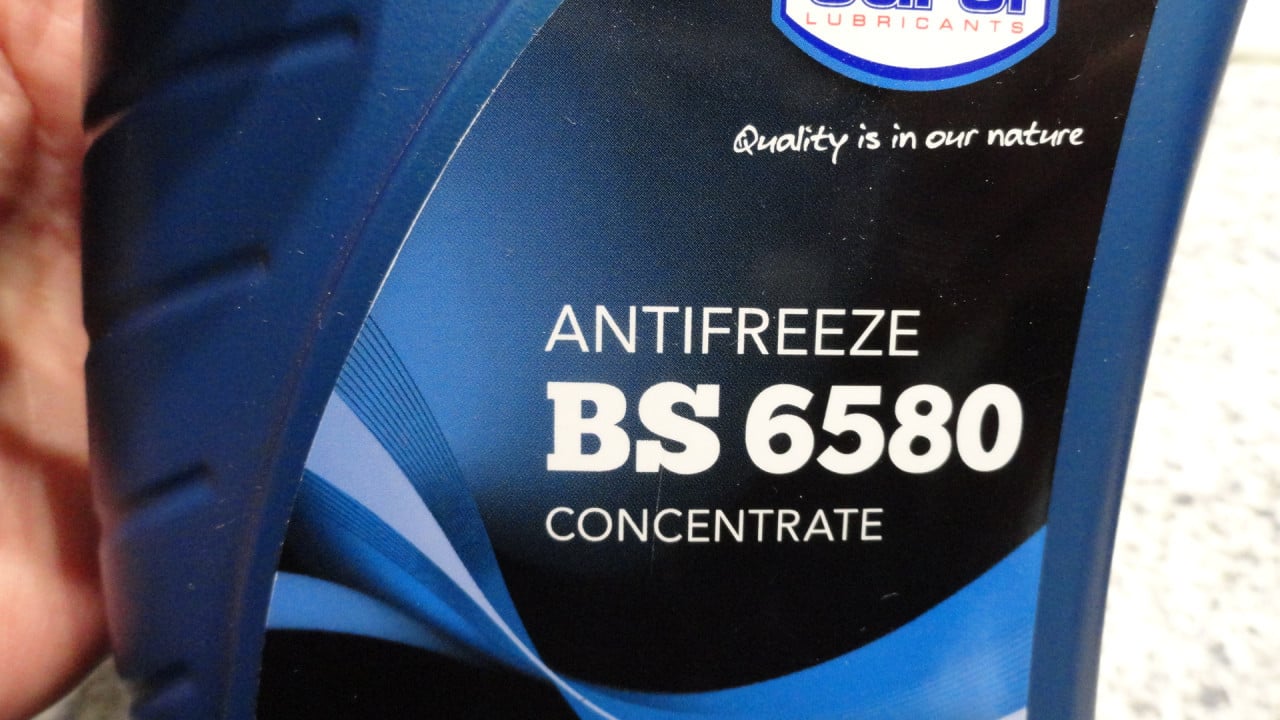 LUBRICANTS
Quality is in our nature
ANTIFREEZE
BS 6580
CONCENTRATE